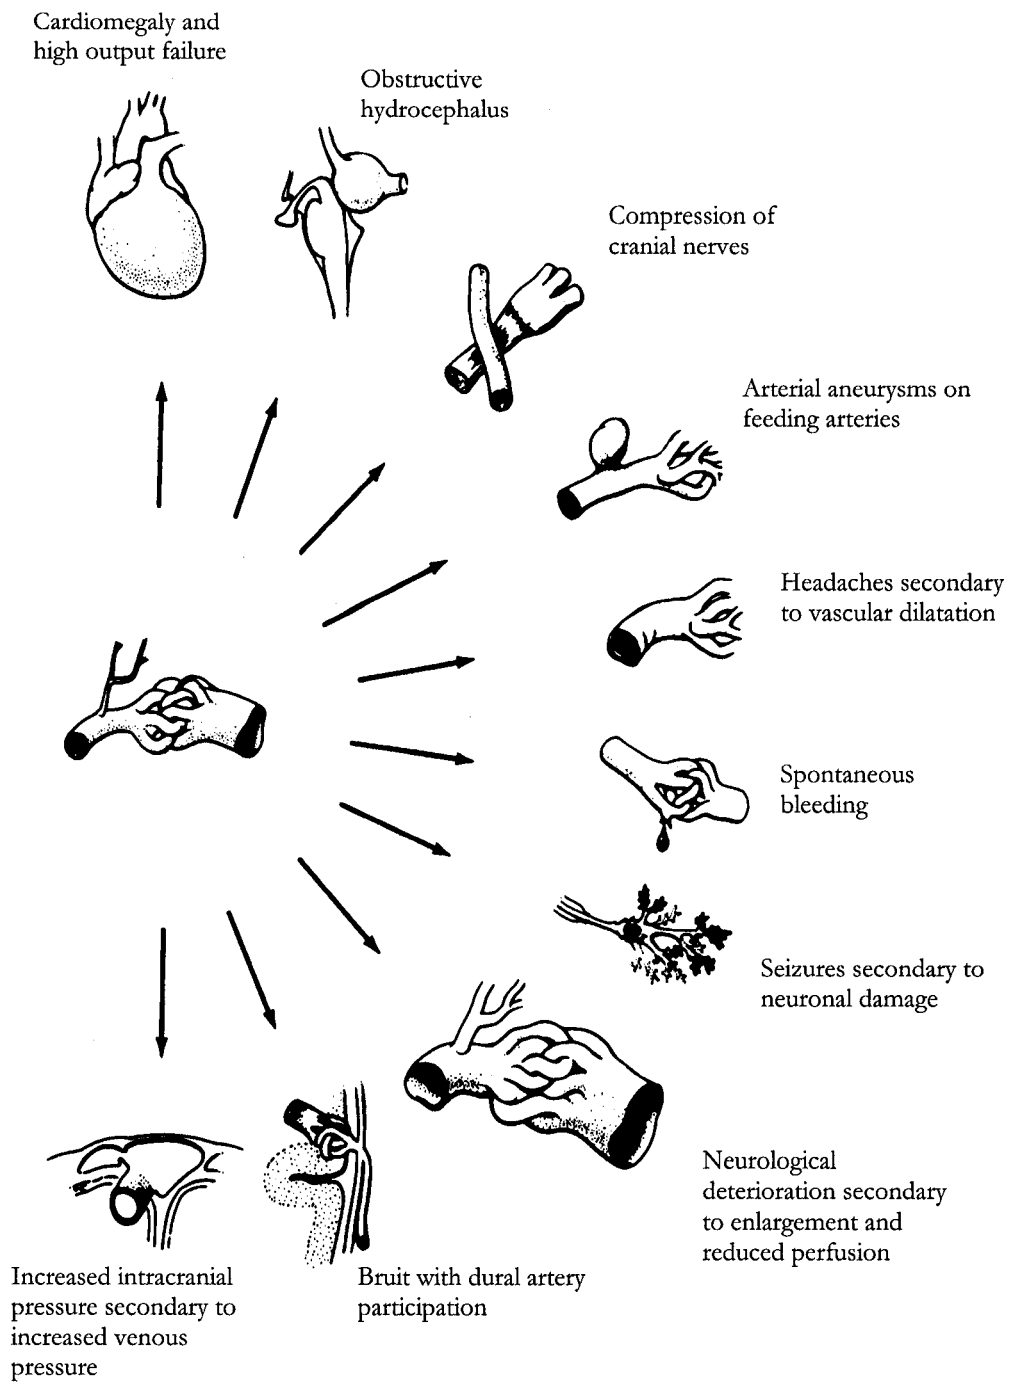 Cardiomegaly and
high output failure
Obstructive
hydrocephalus
Compression of
cranial nerves
Arterial aneurysms on
feeding arteries
Headaches secondary
to vascular dilatation
Spontaneous
bleeding
Seizures secondary to
neuronal damage
Neurological
deterioration secondary
to enlargement and
reduced perfusion
Bruit with dural artery
participation
Increased intracranial
pressure secondary to
increased venous
pressure